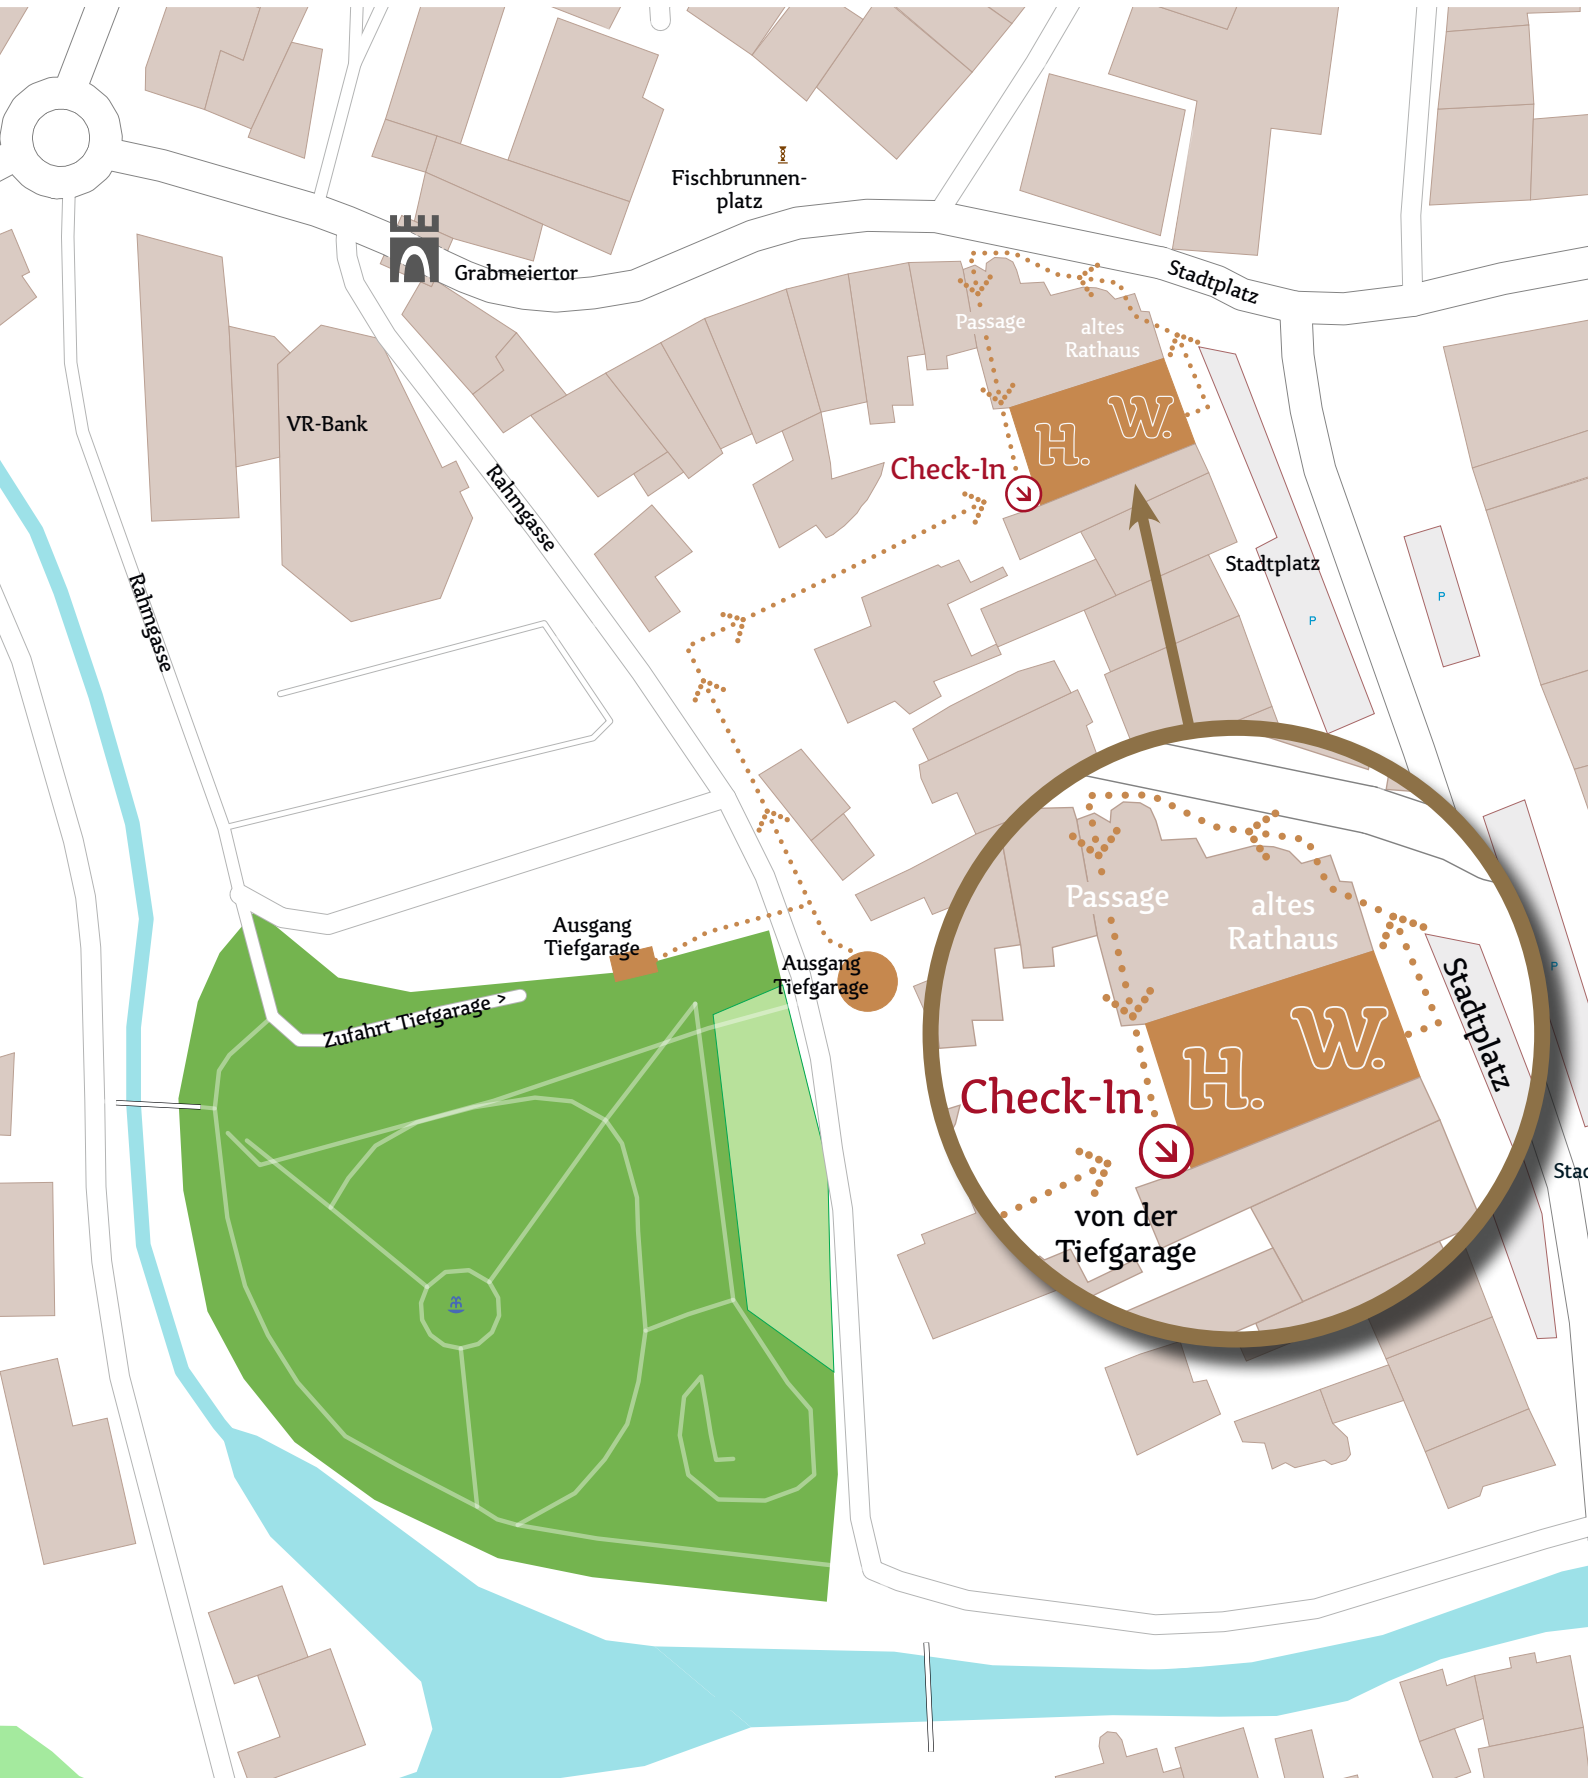 Fischbrunnen-
platz
Grabmeiertor
Stadtplatz
Passage
altes
Rathaus
VR-Bank
H. W.
Check-In
Rahmgasse
Rahmgasse
Stadtplatz
P
P
Passage
altes
Rathaus
Ausgang
Tiefgarage
Ausgang
Tiefgarage
P
Stadtplatz
Zufahrt Tiefgarage >
H. W.
Check-In
Stad
von der
Tiefgarage